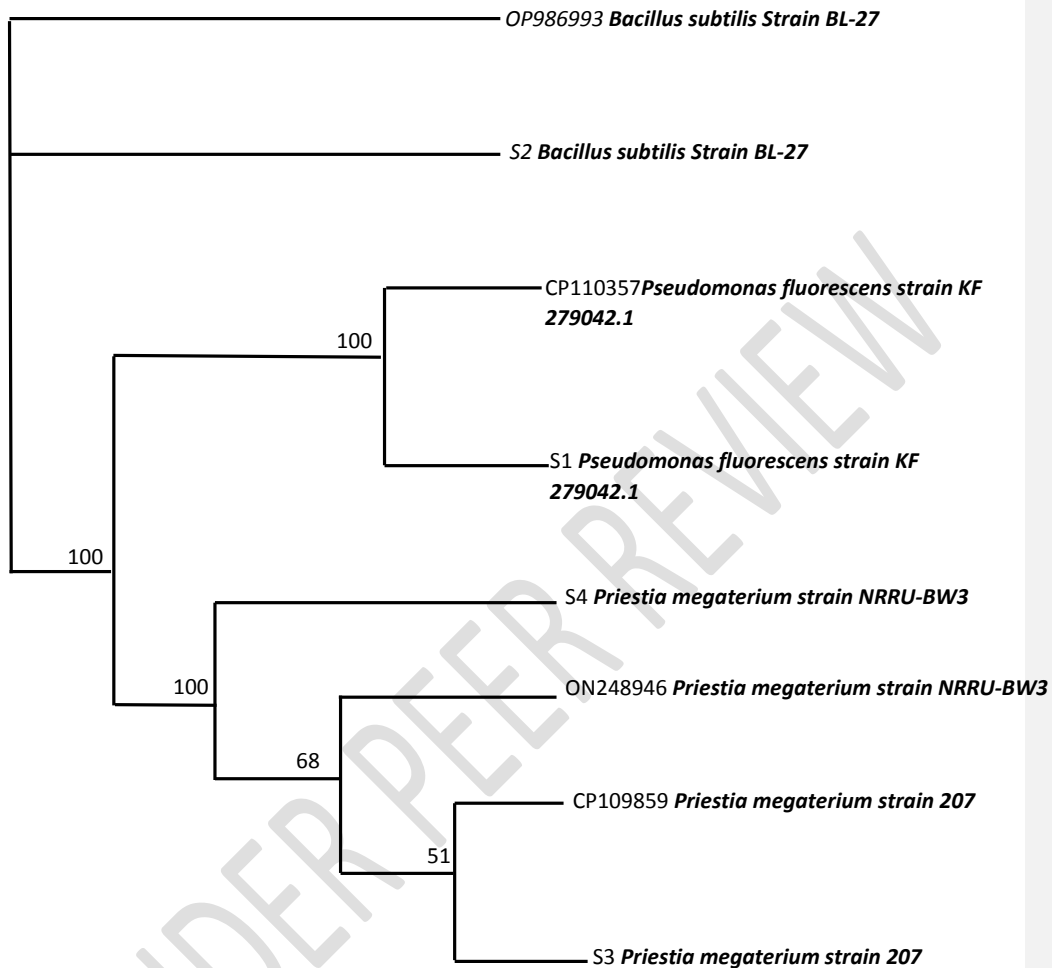 OP986993 Bacillus subtilis Strain BL-27
S2 Bacillus subtilis Strain BL-27
CP110357Pseudomonas fluorescens strain KF
279042.1
100
S1 Pseudomonas fluorescens strain KF
279042.1
100
S4 Priestia megaterium strain NRRU-BW3
100
ON248946 Priestia megaterium strain NRRU-BW3
68
CP109859 Priestia megaterium strain 207
51
S3 Priestia megaterium strain 207
NDER PEER REVIEW